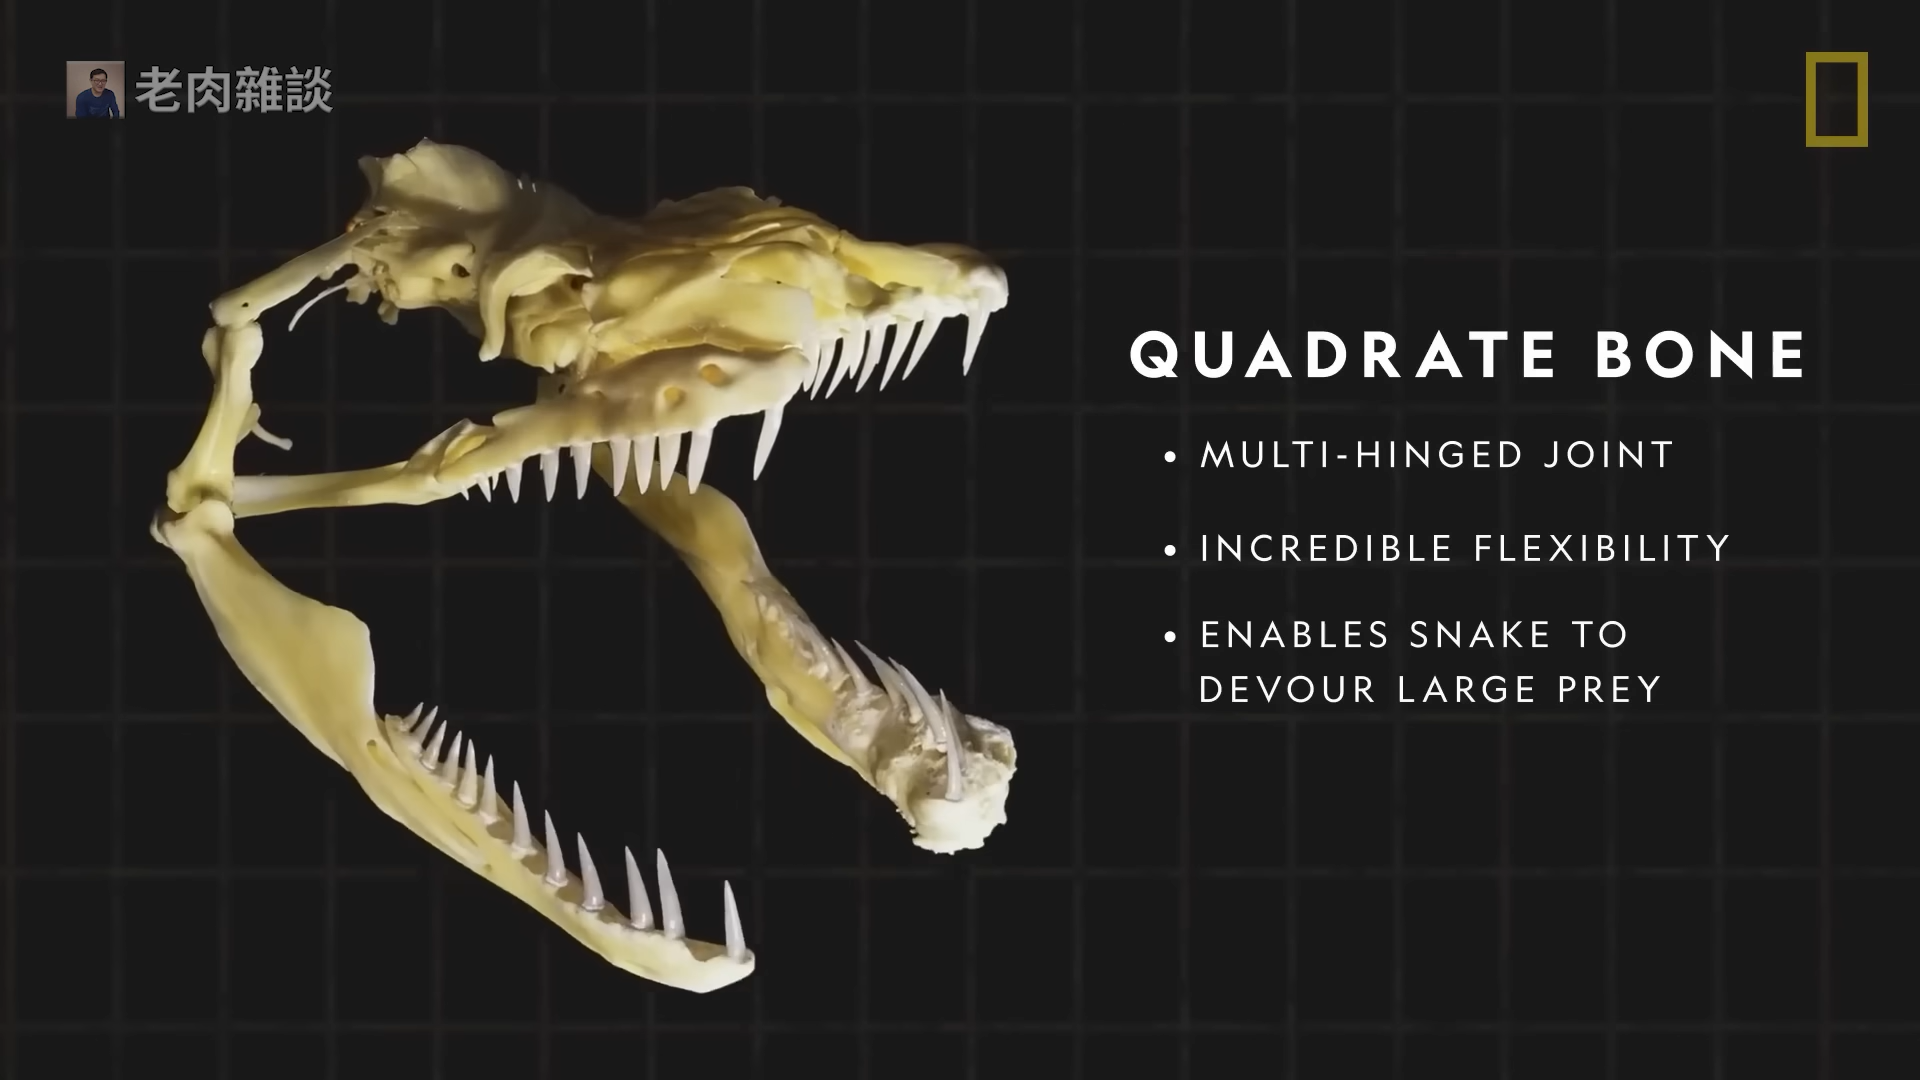 老肉雜談
QUADRATE BONE
• MULTI-HINGED JOINT
• INCREDIBLE FLEXIBILITY
• ENABLES SNAKE TO
DEVOUR LARGE PREY